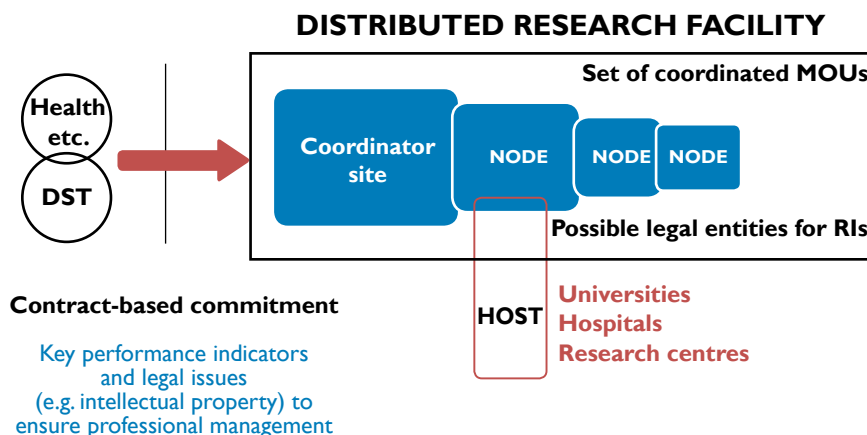 DISTRIBUTED RESEARCH FACILITY
Set of coordinated MOUs
Health
etc.
DST
Coordinator
site
NODE
NODE
NODE
Possible legal entities for RIs
Contract-based commitment
Key performance indicators
and legal issues
(e.g. intellectual property) to
ensure professional management
HOST
Universities
Hospitals
Research centres